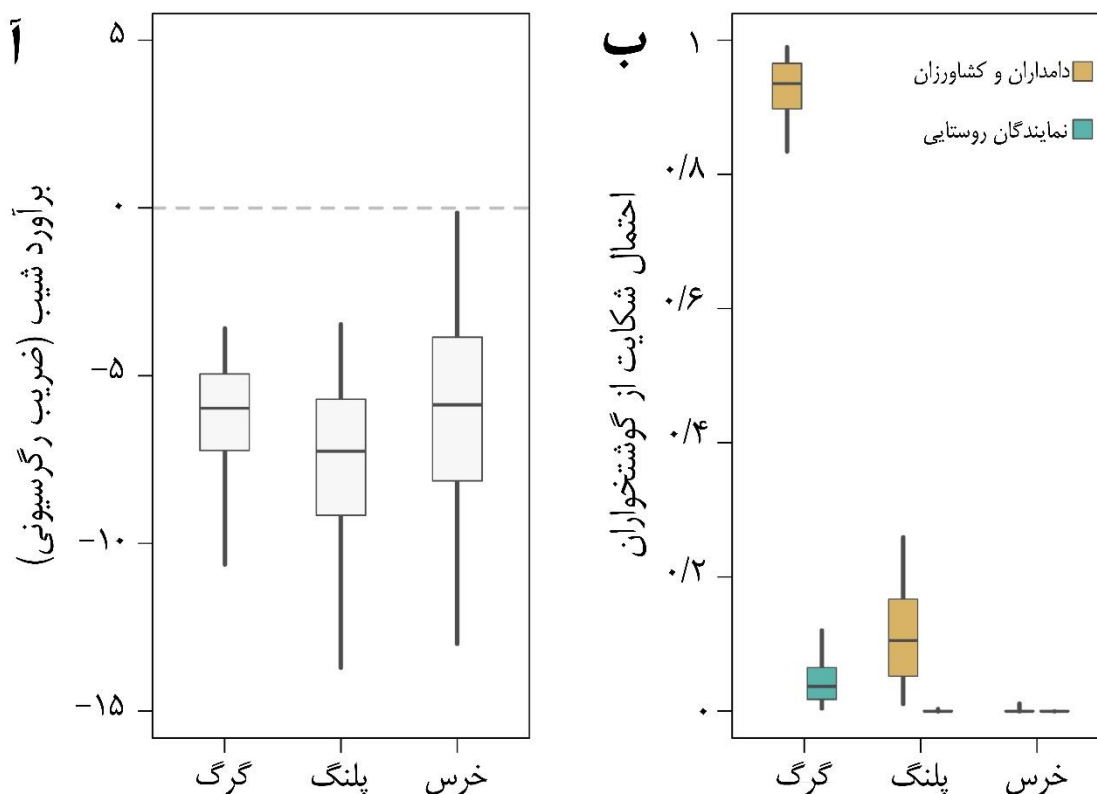 آ
برآورد شیب (ضریب رگرسیونی)
۵
۰
−۵
−۱۰
−۱۵
گرگ
پلنگ
خرس
ب
احتمال شکایت از گوشتخواران
۱
۰/۸
۰/۶
۰/۴
۰/۲
۰
دامداران و کشاورزان
نمایندگان روستایی
گرگ
پلنگ
خرس